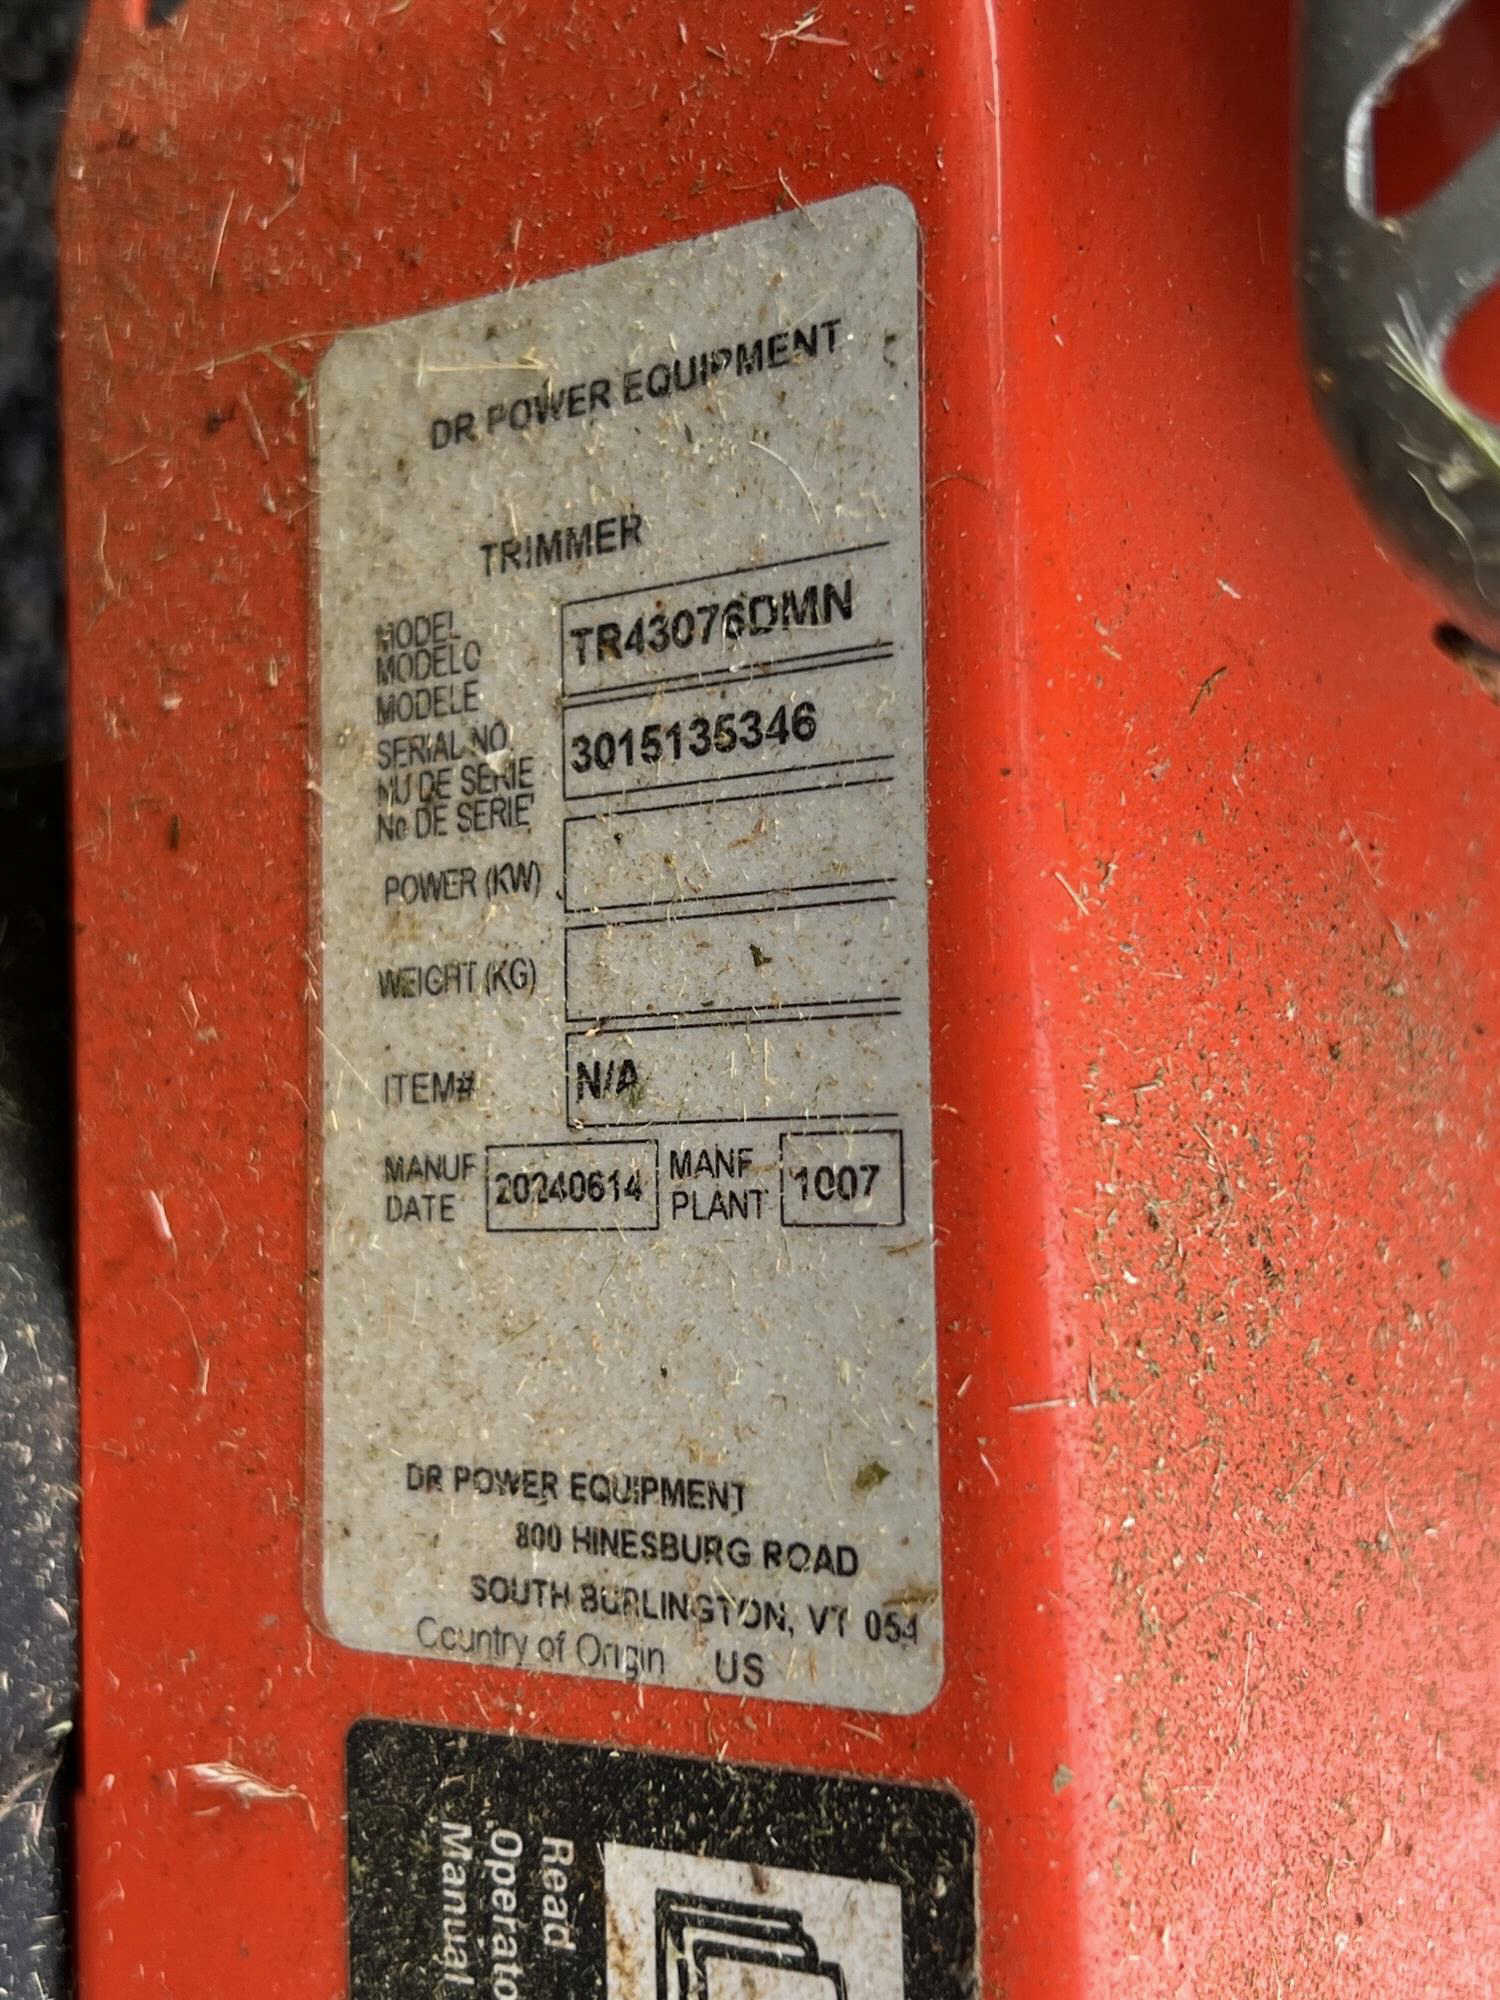 DR POWER EQUIPMENT
TRIMMER
MODEL
MODELO
MODELE
TR43076DMN
SERIAL NO
NU DE SERIE
No DE SERIE
3015135346
POWER (KW)
WEIGHT (KG)
ITEM# N/A
MANUF DATE 20240614 MANF PLANT 1007
DR POWER EQUIPMENT
800 HINESBURG ROAD
SOUTH BURLINGTON, VT 054
Country of Origin US
Read
Operato
Manual